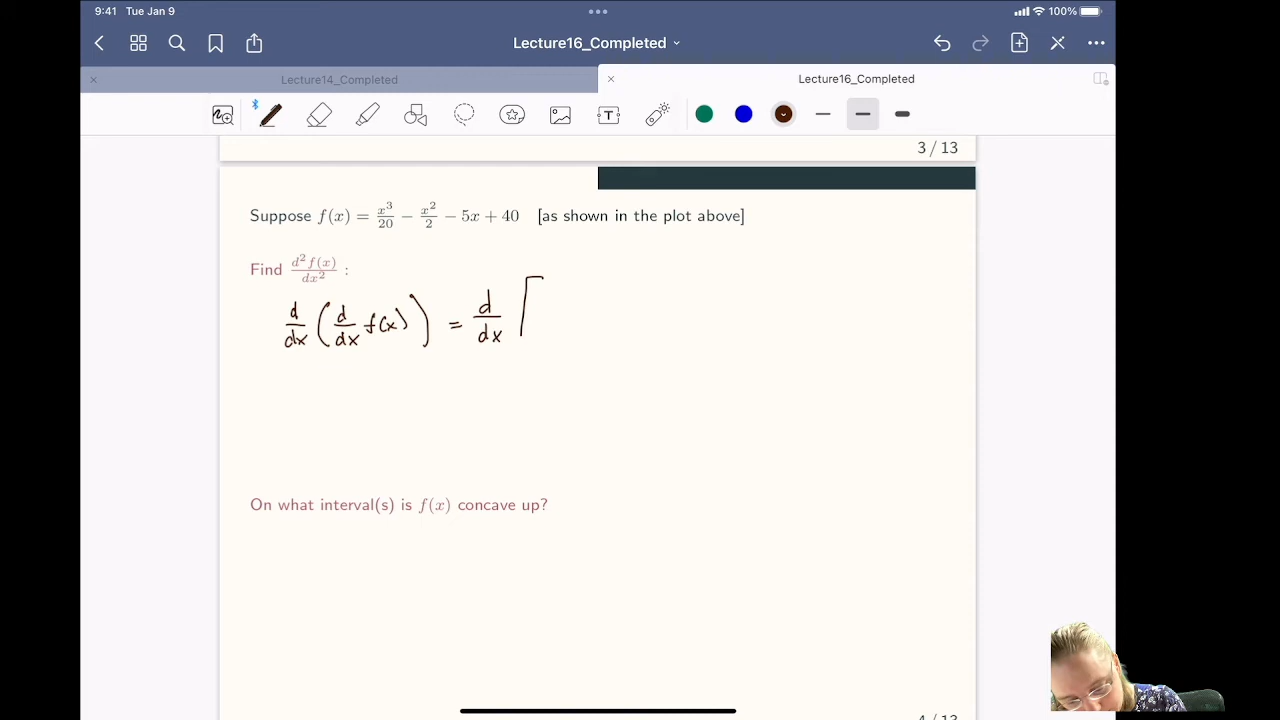 9:41 Tue Jan 9 100%
Lecture16_Completed
Lecture14_Completed Lecture16_Completed
3 / 13
Suppose f(x) = x³/20 − x²/2 − 5x + 40 [as shown in the plot above]
Find d²f(x)/dx² :
d/dx (d/dx f(x)) = d/dx [
On what interval(s) is f(x) concave up?
4 / 13